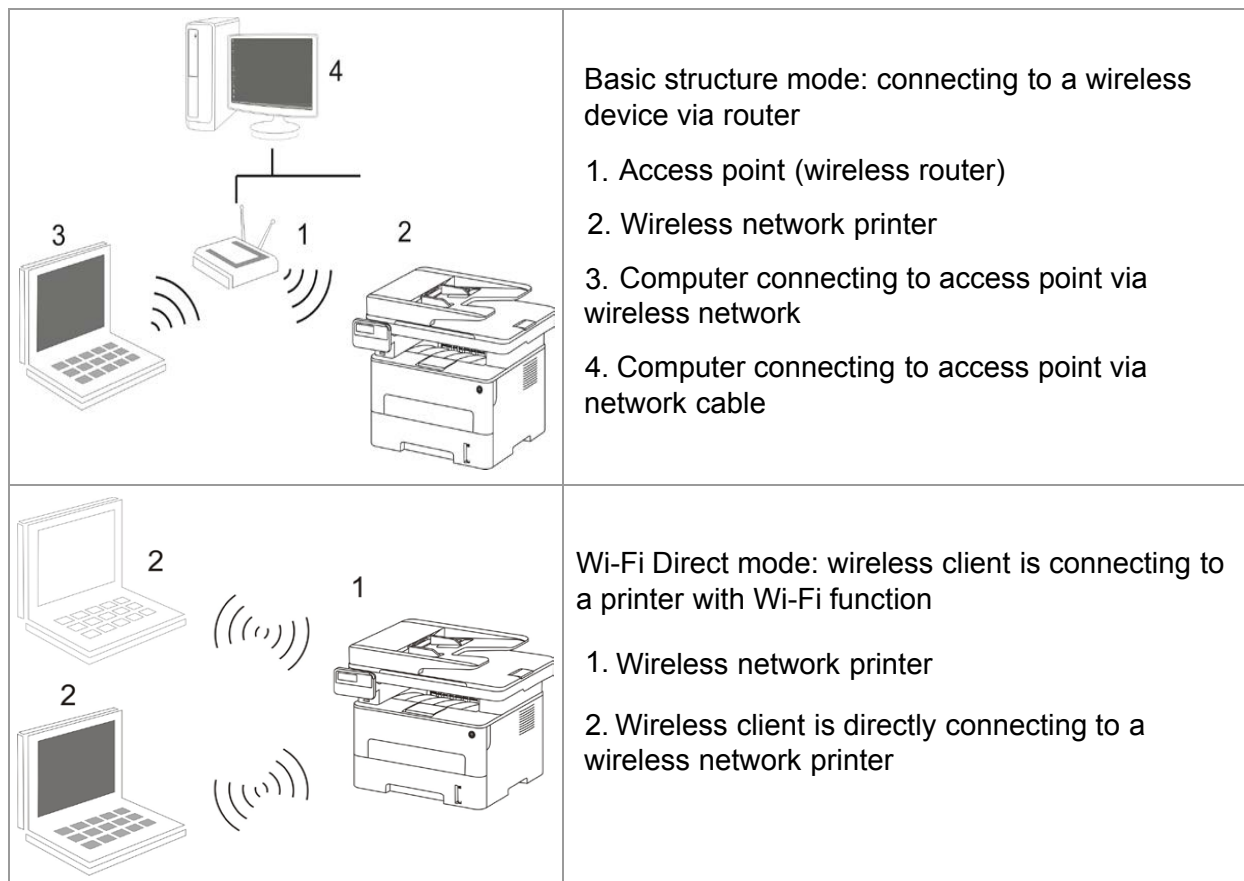 4
3
1
2
Basic structure mode: connecting to a wireless
device via router
1. Access point (wireless router)
2. Wireless network printer
3. Computer connecting to access point via
wireless network
4. Computer connecting to access point via
network cable
2
1
2
Wi-Fi Direct mode: wireless client is connecting to
a printer with Wi-Fi function
1. Wireless network printer
2. Wireless client is directly connecting to a
wireless network printer